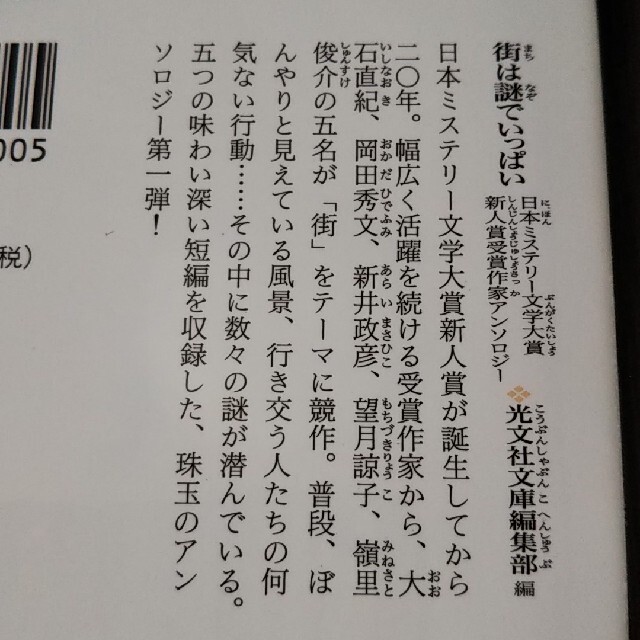 街は謎でいっぱい
日本ミステリー文学大賞
新人賞受賞作家アンソロジー
光文社文庫編集部 編
日本ミステリー文学大賞新人賞が誕生してから
二〇年。幅広く活躍を続ける受賞作家から、大
石直紀、岡田秀文、新井政彦、望月諒子、嶺里
俊介の五名が「街」をテーマに競作。普段、ぼ
んやりと見えている風景、行き交う人たちの何
気ない行動……その中に数々の謎が潜んでいる。
五つの味わい深い短編を収録した、珠玉のアン
ソロジー第一弾！
005
税)